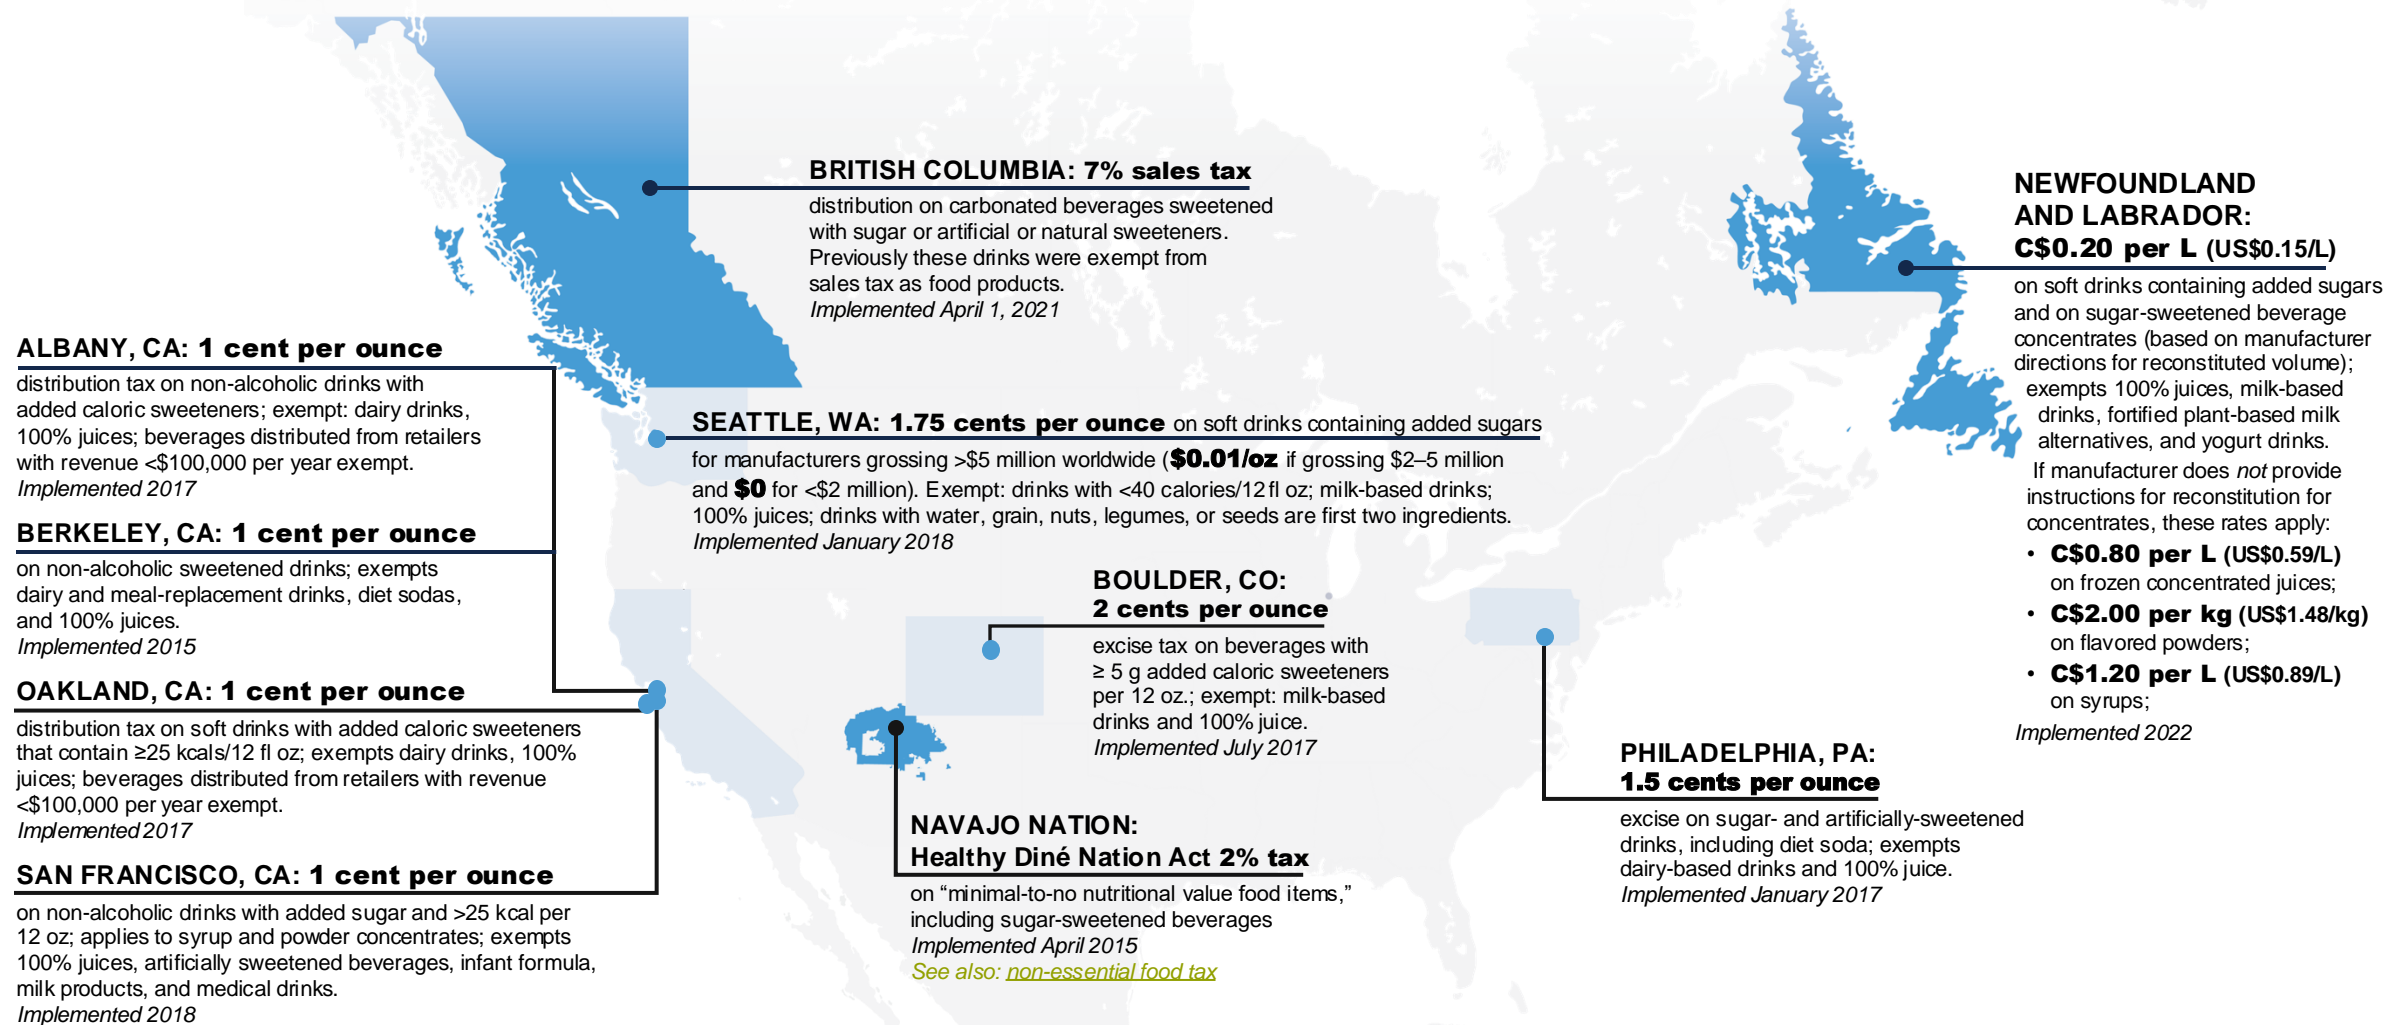 BRITISH COLUMBIA: 7% sales tax
distribution on carbonated beverages sweetened
with sugar or artificial or natural sweeteners.
Previously these drinks were exempt from
sales tax as food products.
Implemented April 1, 2021
NEWFOUNDLAND
AND LABRADOR:
C$0.20 per L (US$0.15/L)
on soft drinks containing added sugars
and on sugar-sweetened beverage
concentrates (based on manufacturer
directions for reconstituted volume);
exempts 100% juices, milk-based
drinks, fortified plant-based milk
alternatives, and yogurt drinks.
If manufacturer does not provide
instructions for reconstitution for
concentrates, these rates apply:
• C$0.80 per L (US$0.59/L)
on frozen concentrated juices;
• C$2.00 per kg (US$1.48/kg)
on flavored powders;
• C$1.20 per L (US$0.89/L)
on syrups;
Implemented 2022
ALBANY, CA: 1 cent per ounce
distribution tax on non-alcoholic drinks with
added caloric sweeteners; exempt: dairy drinks,
100% juices; beverages distributed from retailers
with revenue <$100,000 per year exempt.
Implemented 2017
BERKELEY, CA: 1 cent per ounce
on non-alcoholic sweetened drinks; exempts
dairy and meal-replacement drinks, diet sodas,
and 100% juices.
Implemented 2015
OAKLAND, CA: 1 cent per ounce
distribution tax on soft drinks with added caloric sweeteners
that contain ≥25 kcals/12 fl oz; exempts dairy drinks, 100%
juices; beverages distributed from retailers with revenue
<$100,000 per year exempt.
Implemented 2017
SAN FRANCISCO, CA: 1 cent per ounce
on non-alcoholic drinks with added sugar and >25 kcal per
12 oz; applies to syrup and powder concentrates; exempts
100% juices, artificially sweetened beverages, infant formula,
milk products, and medical drinks.
Implemented 2018
SEATTLE, WA: 1.75 cents per ounce on soft drinks containing added sugars
for manufacturers grossing >$5 million worldwide ($0.01/oz if grossing $2–5 million
and $0 for <$2 million). Exempt: drinks with <40 calories/12 fl oz; milk-based drinks;
100% juices; drinks with water, grain, nuts, legumes, or seeds are first two ingredients.
Implemented January 2018
BOULDER, CO:
2 cents per ounce
excise tax on beverages with
≥ 5 g added caloric sweeteners
per 12 oz.; exempt: milk-based
drinks and 100% juice.
Implemented July 2017
NAVAJO NATION:
Healthy Diné Nation Act 2% tax
on “minimal-to-no nutritional value food items,”
including sugar-sweetened beverages
Implemented April 2015
See also: non-essential food tax
PHILADELPHIA, PA:
1.5 cents per ounce
excise on sugar- and artificially-sweetened
drinks, including diet soda; exempts
dairy-based drinks and 100% juice.
Implemented January 2017